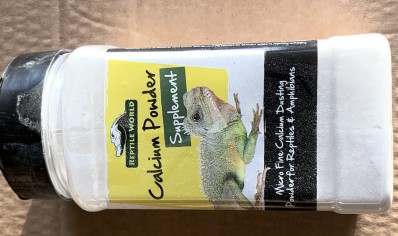 REPTILE WORLD
Calcium Powder
Supplement
Micro Fine Calcium Dusting
Powder for Reptiles & Amphibians